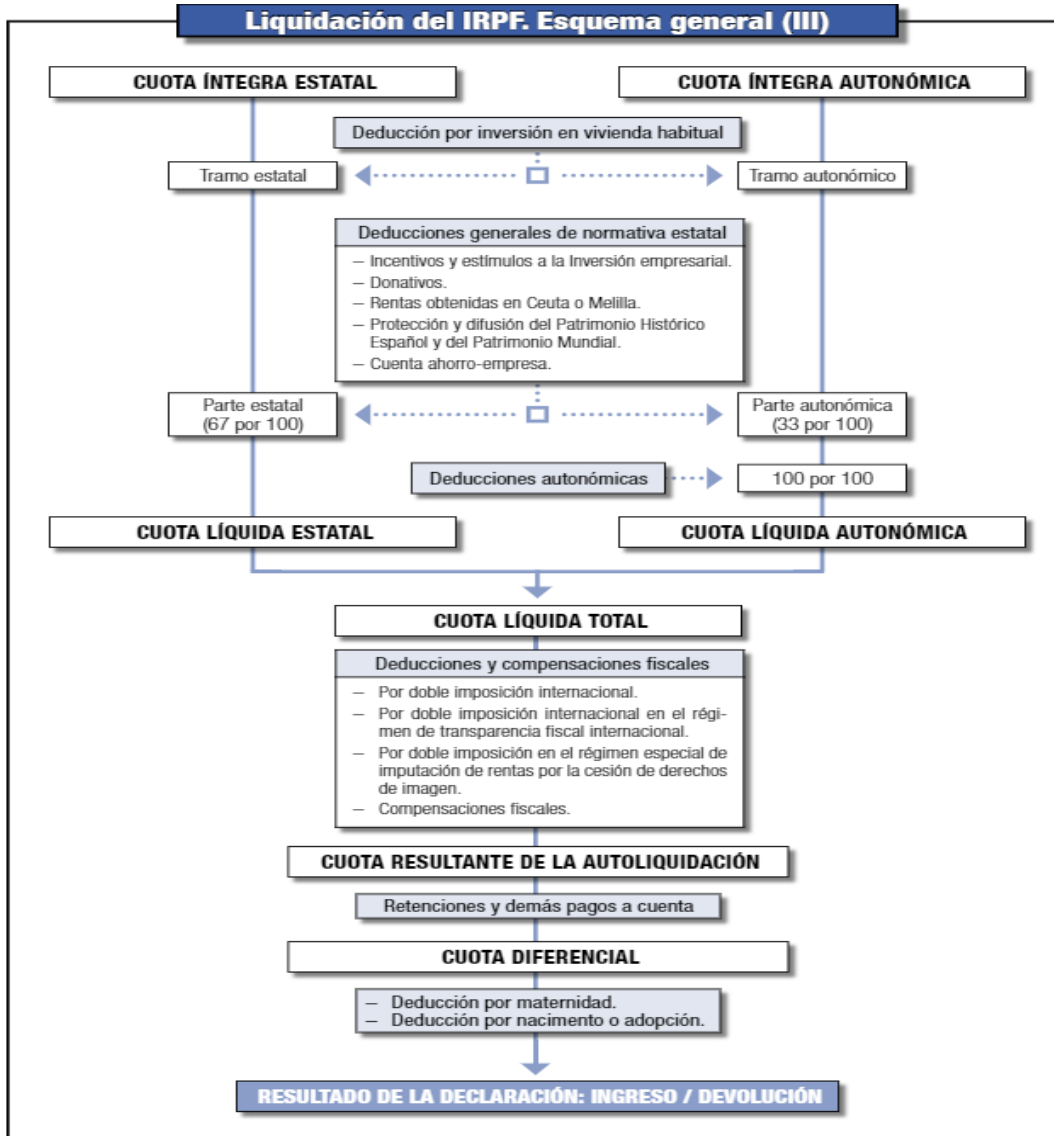 Liquidación del IRPF. Esquema general (III)
CUOTA ÍNTEGRA ESTATAL
CUOTA ÍNTEGRA AUTONÓMICA
Deducción por inversión en vivienda habitual
Tramo estatal
Tramo autonómico
Deducciones generales de normativa estatal
— Incentivos y estímulos a la Inversión empresarial.
— Donativos.
— Rentas obtenidas en Ceuta o Melilla.
— Protección y difusión del Patrimonio Histórico
Español y del Patrimonio Mundial.
— Cuenta ahorro-empresa.
Parte estatal
(67 por 100)
Parte autonómica
(33 por 100)
Deducciones autonómicas
100 por 100
CUOTA LÍQUIDA ESTATAL
CUOTA LÍQUIDA AUTONÓMICA
CUOTA LÍQUIDA TOTAL
Deducciones y compensaciones fiscales
— Por doble imposición internacional.
— Por doble imposición internacional en el régi-
men de transparencia fiscal internacional.
— Por doble imposición en el régimen especial de
imputación de rentas por la cesión de derechos
de imagen.
— Compensaciones fiscales.
CUOTA RESULTANTE DE LA AUTOLIQUIDACIÓN
Retenciones y demás pagos a cuenta
CUOTA DIFERENCIAL
— Deducción por maternidad.
— Deducción por nacimento o adopción.
RESULTADO DE LA DECLARACIÓN: INGRESO / DEVOLUCIÓN